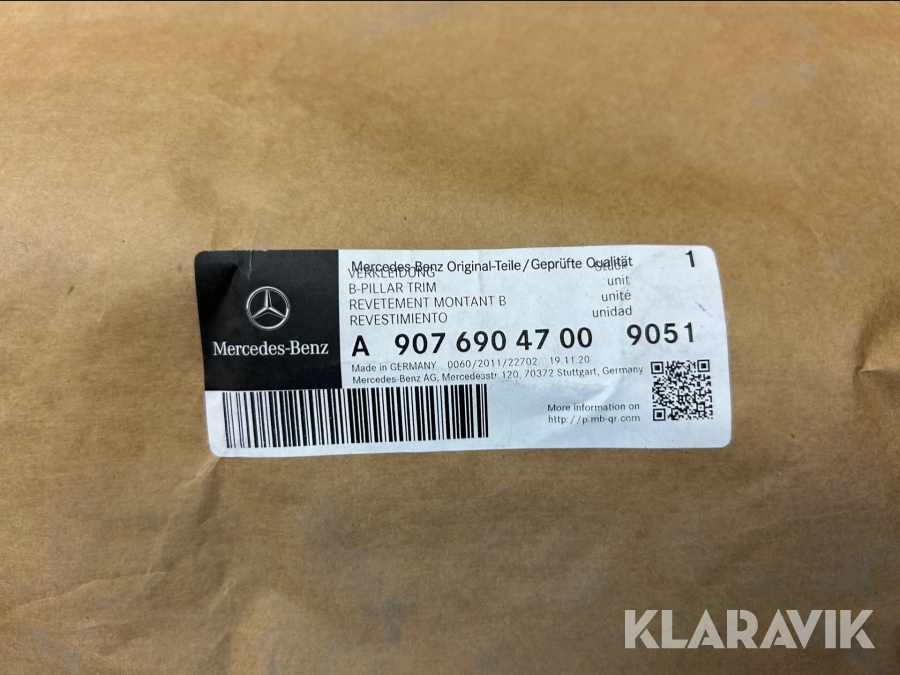 Mercedes-Benz Original-Teile/Geprüfte Qualität 1
VERKLEIDUNG Stück
B-PILLAR TRIM unit
REVETEMENT MONTANT B unité
REVESTIMIENTO unidad
Mercedes-Benz
A 907 690 47 00 9051
Made in GERMANY 0060/2011/22702 19.11.20
Mercedes-Benz AG, Mercedesstr. 120, 70372 Stuttgart, Germany
More information on
http://p.mb-qr.com
KLARAVIK